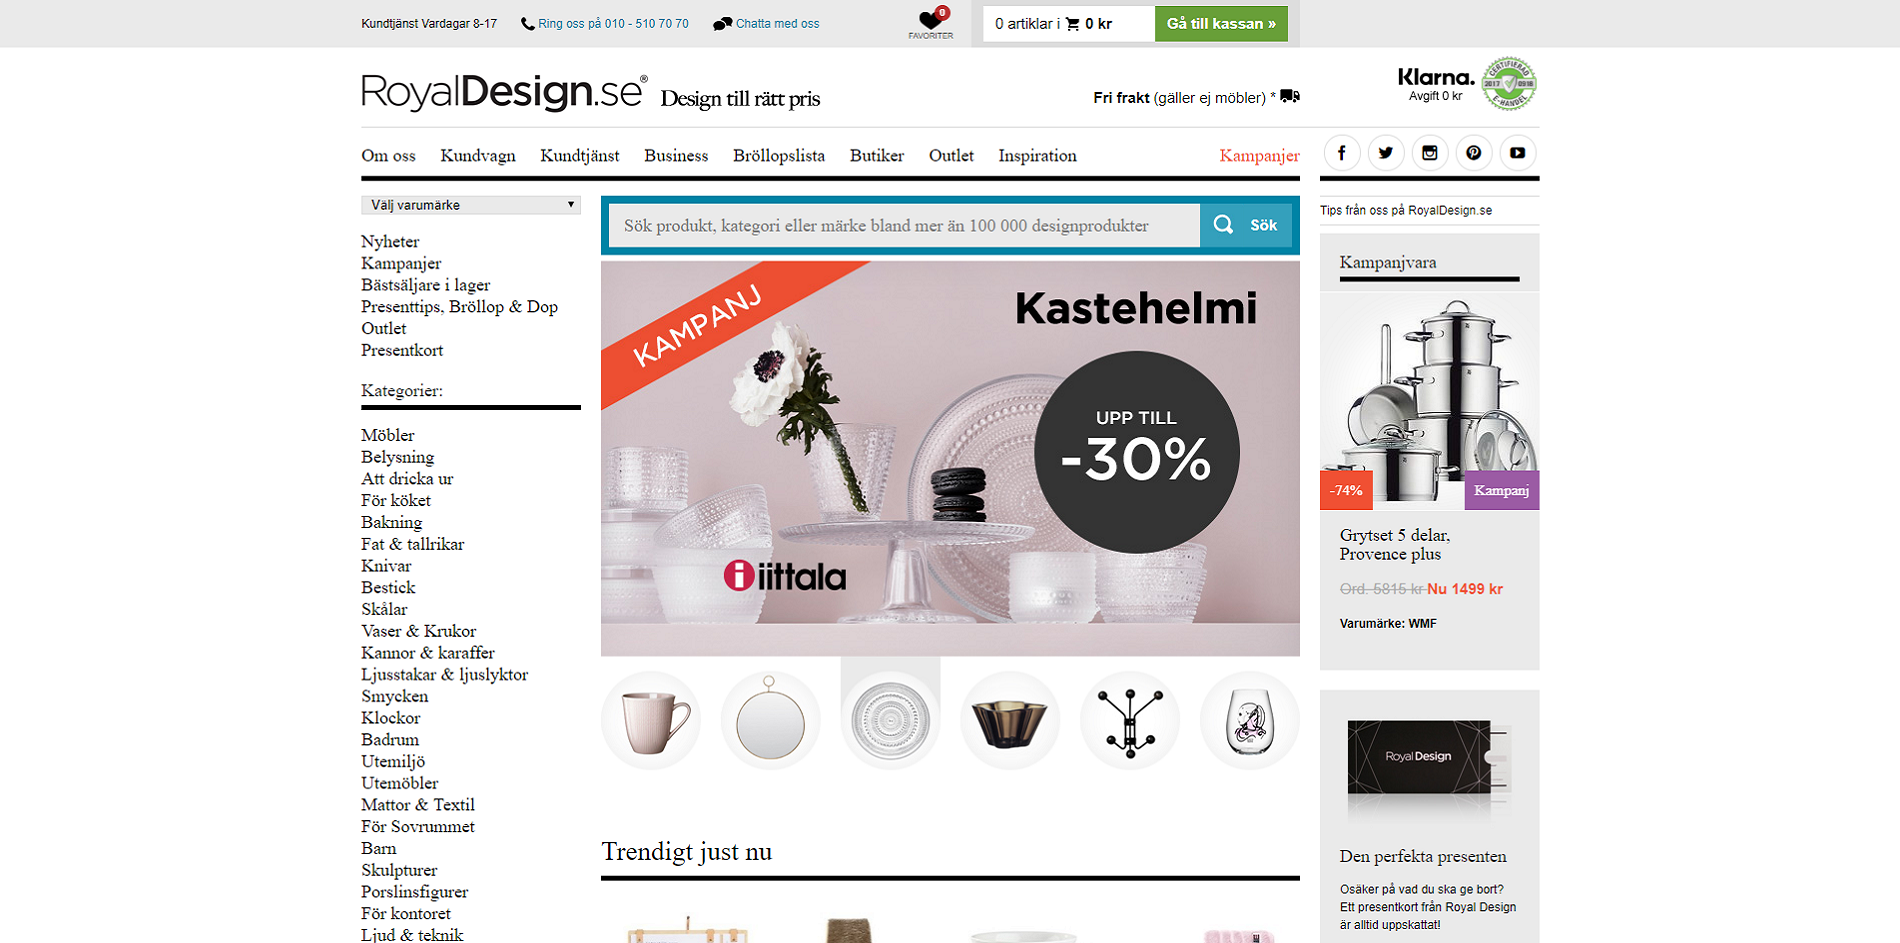 Kundtjänst Vardagar 8-17
Ring oss på 010 - 510 70 70
Chatta med oss
0
FAVORITER
0 artiklar i 0 kr
Gå till kassan »
RoyalDesign.se®
Design till rätt pris
Fri frakt (gäller ej möbler) *
Klarna.
Avgift 0 kr
CERTIFIERAD
2017 2018
E-HANDEL
Om oss
Kundvagn
Kundtjänst
Business
Bröllopslista
Butiker
Outlet
Inspiration
Kampanjer
Välj varumärke
Nyheter
Kampanjer
Bästsäljare i lager
Presenttips, Bröllop & Dop
Outlet
Presentkort
Kategorier:
Möbler
Belysning
Att dricka ur
För köket
Bakning
Fat & tallrikar
Knivar
Bestick
Skålar
Vaser & Krukor
Kannor & karaffer
Ljusstakar & ljuslyktor
Smycken
Klockor
Badrum
Utemiljö
Utemöbler
Mattor & Textil
För Sovrummet
Barn
Skulpturer
Porslinsfigurer
För kontoret
Ljud & teknik
Sök produkt, kategori eller märke bland mer än 100 000 designprodukter
Sök
KAMPANJ
Kastehelmi
UPP TILL
-30%
i iittala
Trendigt just nu
Tips från oss på RoyalDesign.se
Kampanjvara
-74%
Kampanj
Grytset 5 delar,
Provence plus
Ord. 5815 kr Nu 1499 kr
Varumärke: WMF
Royal Design
Den perfekta presenten
Osäker på vad du ska ge bort?
Ett presentkort från Royal Design
är alltid uppskattat!